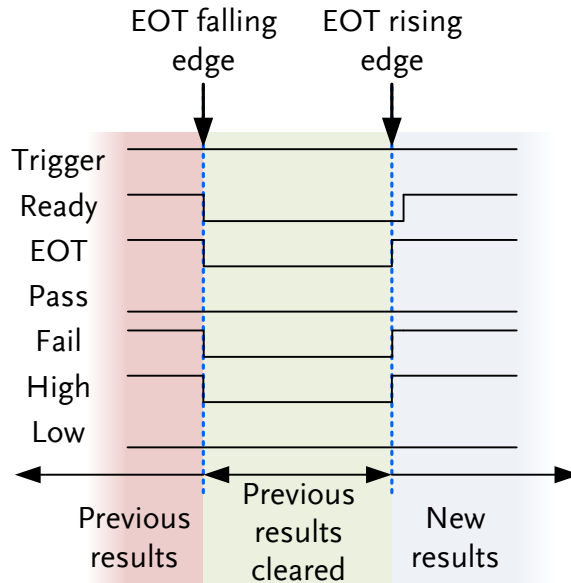 EOT falling
edge
EOT rising
edge
Trigger
Ready
EOT
Pass
Fail
High
Low
Previous
results
Previous
results
cleared
New
results